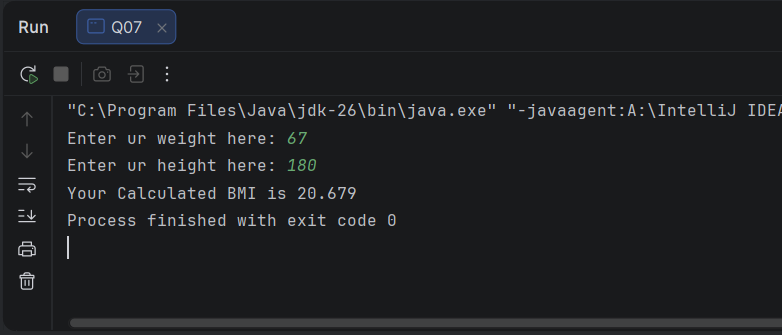 Run Q07
"C:\Program Files\Java\jdk-26\bin\java.exe" "-javaagent:A:\IntelliJ IDEA
Enter ur weight here: 67
Enter ur height here: 180
Your Calculated BMI is 20.679
Process finished with exit code 0